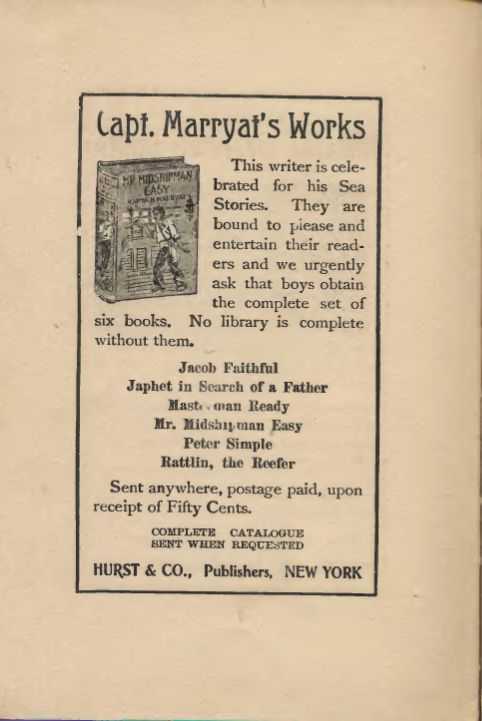 Capt. Marryat's Works
MR. MIDSHIPMAN
EASY
This writer is cele-
brated for his Sea
Stories. They are
bound to please and
entertain their read-
ers and we urgently
ask that boys obtain
the complete set of
six books. No library is complete
without them.
Jacob Faithful
Japhet in Search of a Father
Masterman Ready
Mr. Midshipman Easy
Peter Simple
Rattlin, the Reefer
Sent anywhere, postage paid, upon
receipt of Fifty Cents.
COMPLETE CATALOGUE
SENT WHEN REQUESTED
HURST & CO., Publishers, NEW YORK